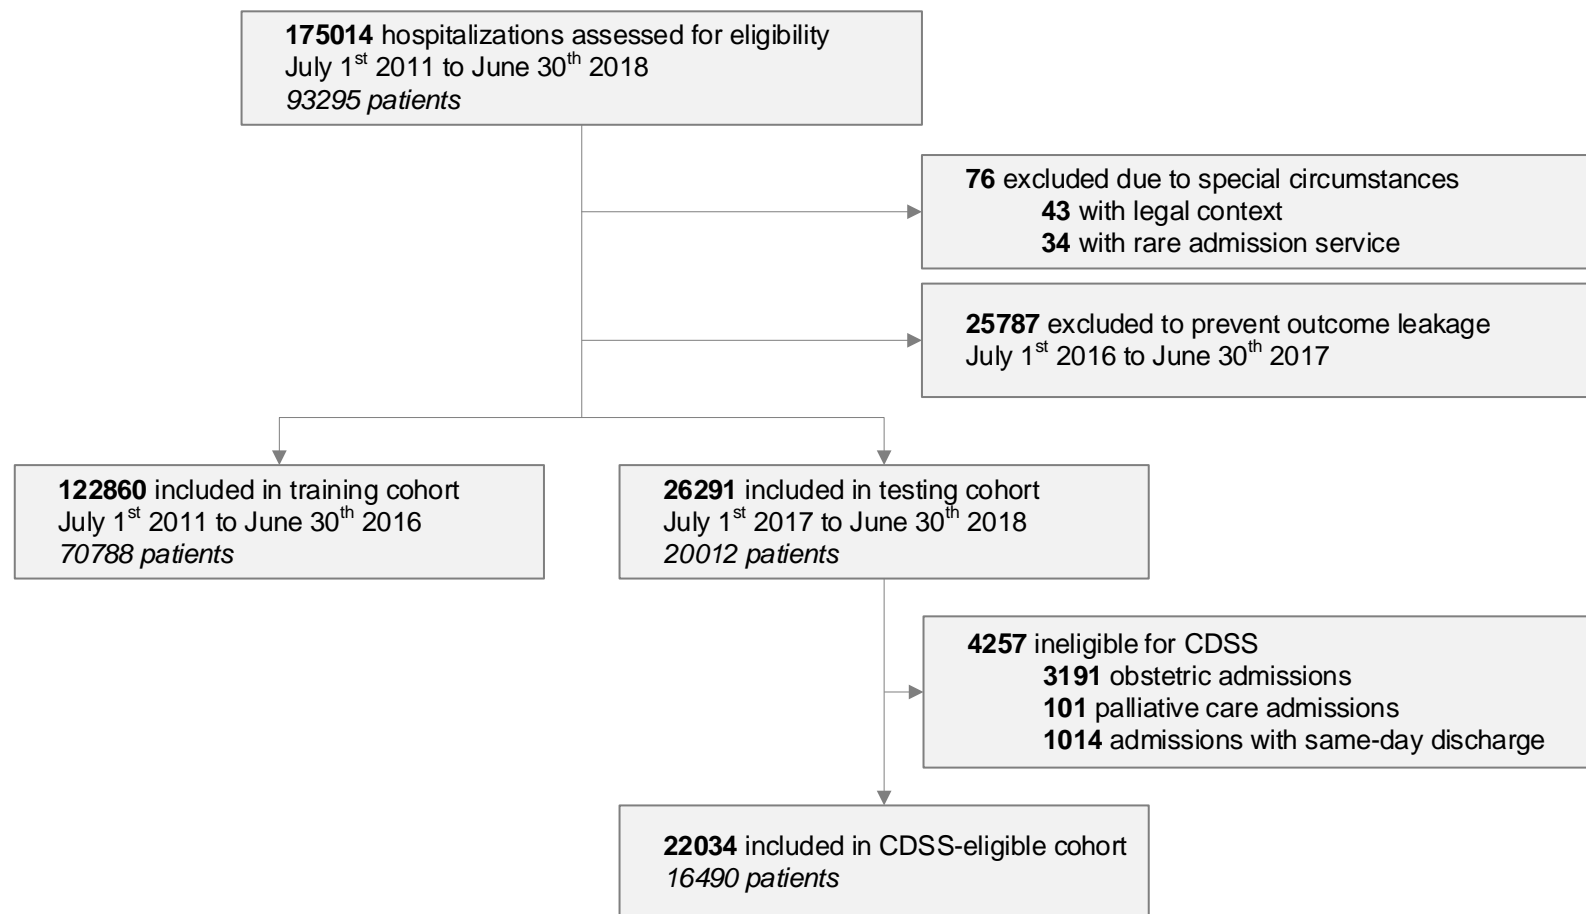 175014 hospitalizations assessed for eligibility
July 1st 2011 to June 30th 2018
93295 patients
76 excluded due to special circumstances
43 with legal context
34 with rare admission service
25787 excluded to prevent outcome leakage
July 1st 2016 to June 30th 2017
122860 included in training cohort
July 1st 2011 to June 30th 2016
70788 patients
26291 included in testing cohort
July 1st 2017 to June 30th 2018
20012 patients
4257 ineligible for CDSS
3191 obstetric admissions
101 palliative care admissions
1014 admissions with same-day discharge
22034 included in CDSS-eligible cohort
16490 patients